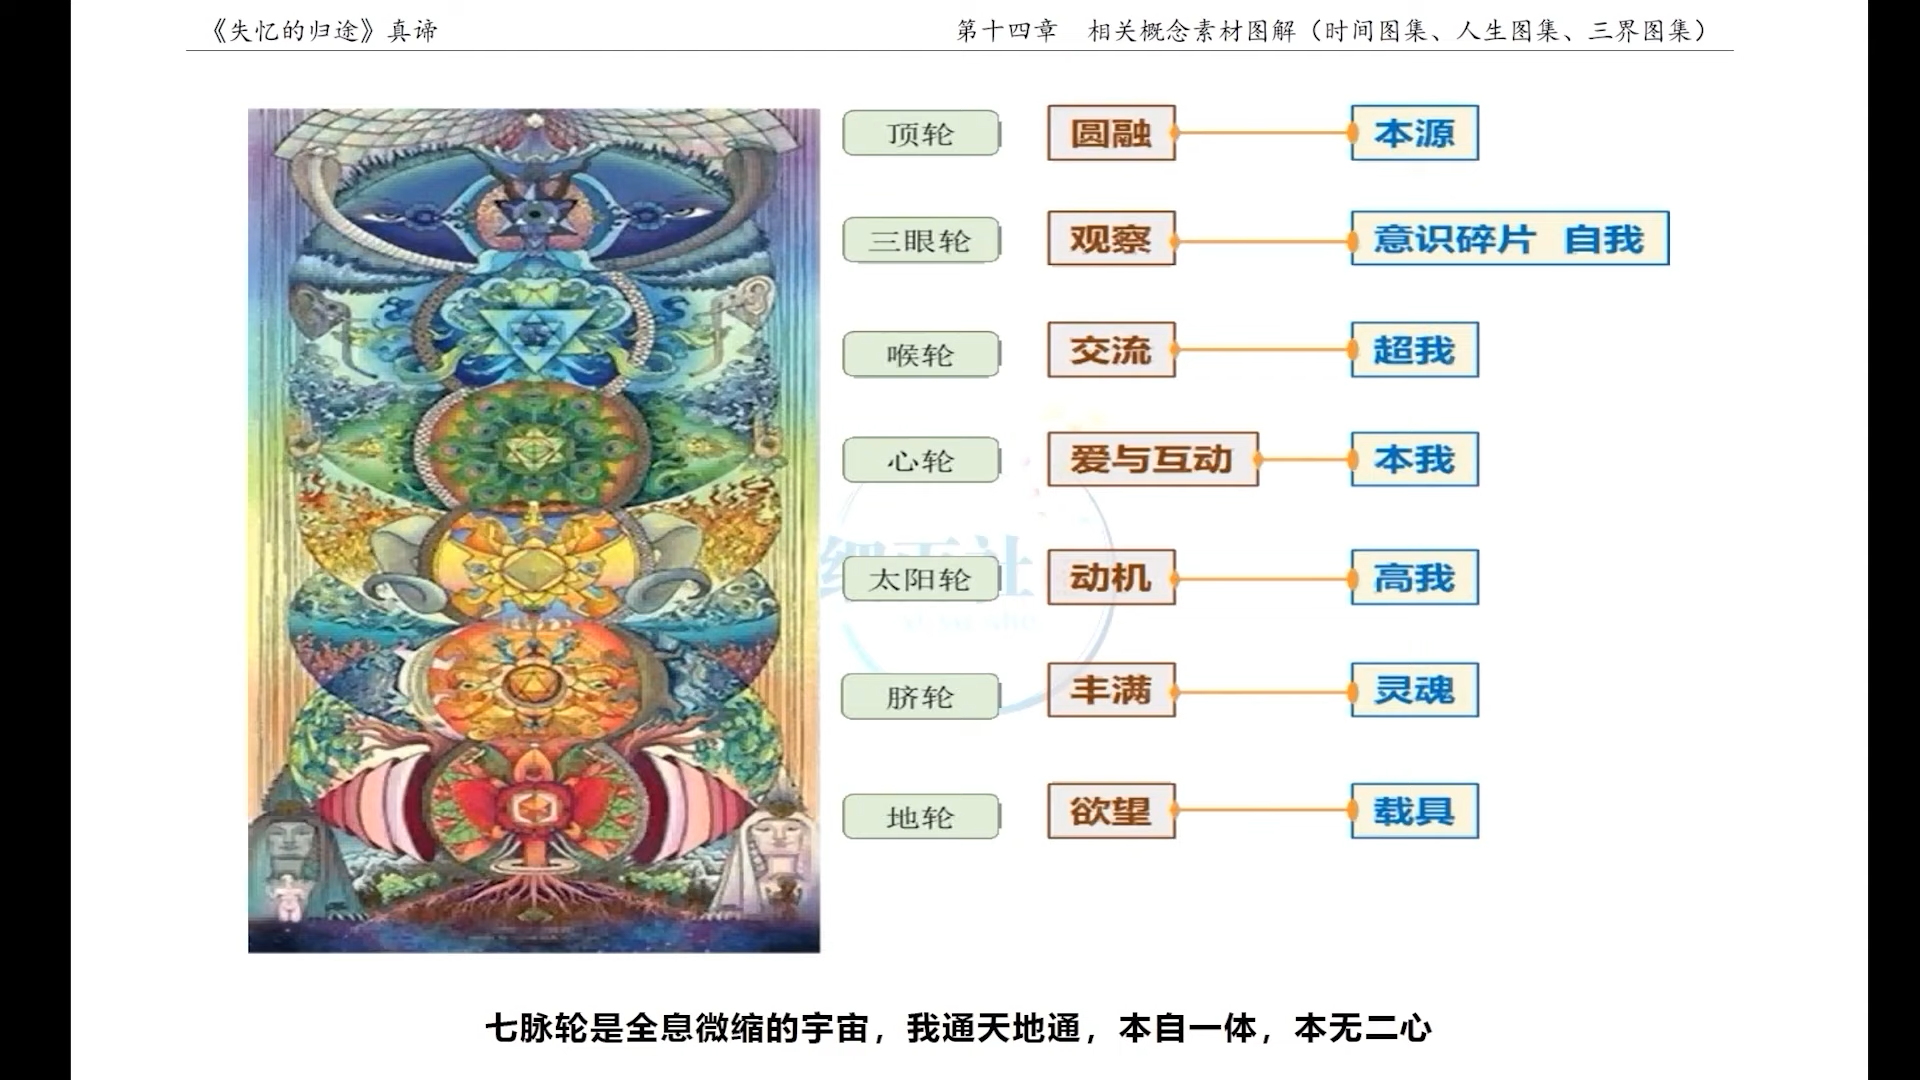 《失忆的归途》真谛
第十四章 相关概念素材图解（时间图集、人生图集、三界图集）
顶轮 圆融 本源
三眼轮 观察 意识碎片 自我
喉轮 交流 超我
心轮 爱与互动 本我
太阳轮 动机 高我
脐轮 丰满 灵魂
地轮 欲望 载具
七脉轮是全息微缩的宇宙，我通天地通，本自一体，本无二心